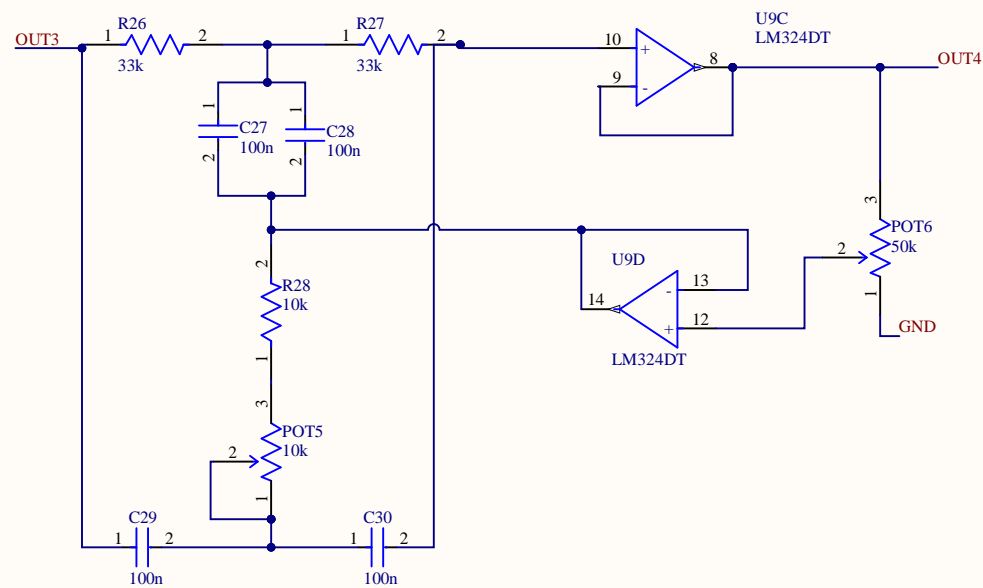 OUT3
1
R26
2
33k
1
R27
2
33k
10
+
9
-
U9C
LM324DT
8
OUT4
1
C27
100n
2
1
C28
100n
2
3
POT6
50k
2
1
GND
U9D
-
13
14
+
12
LM324DT
2
R28
10k
1
3
POT5
10k
2
1
C29
1
2
100n
C30
1
2
100n